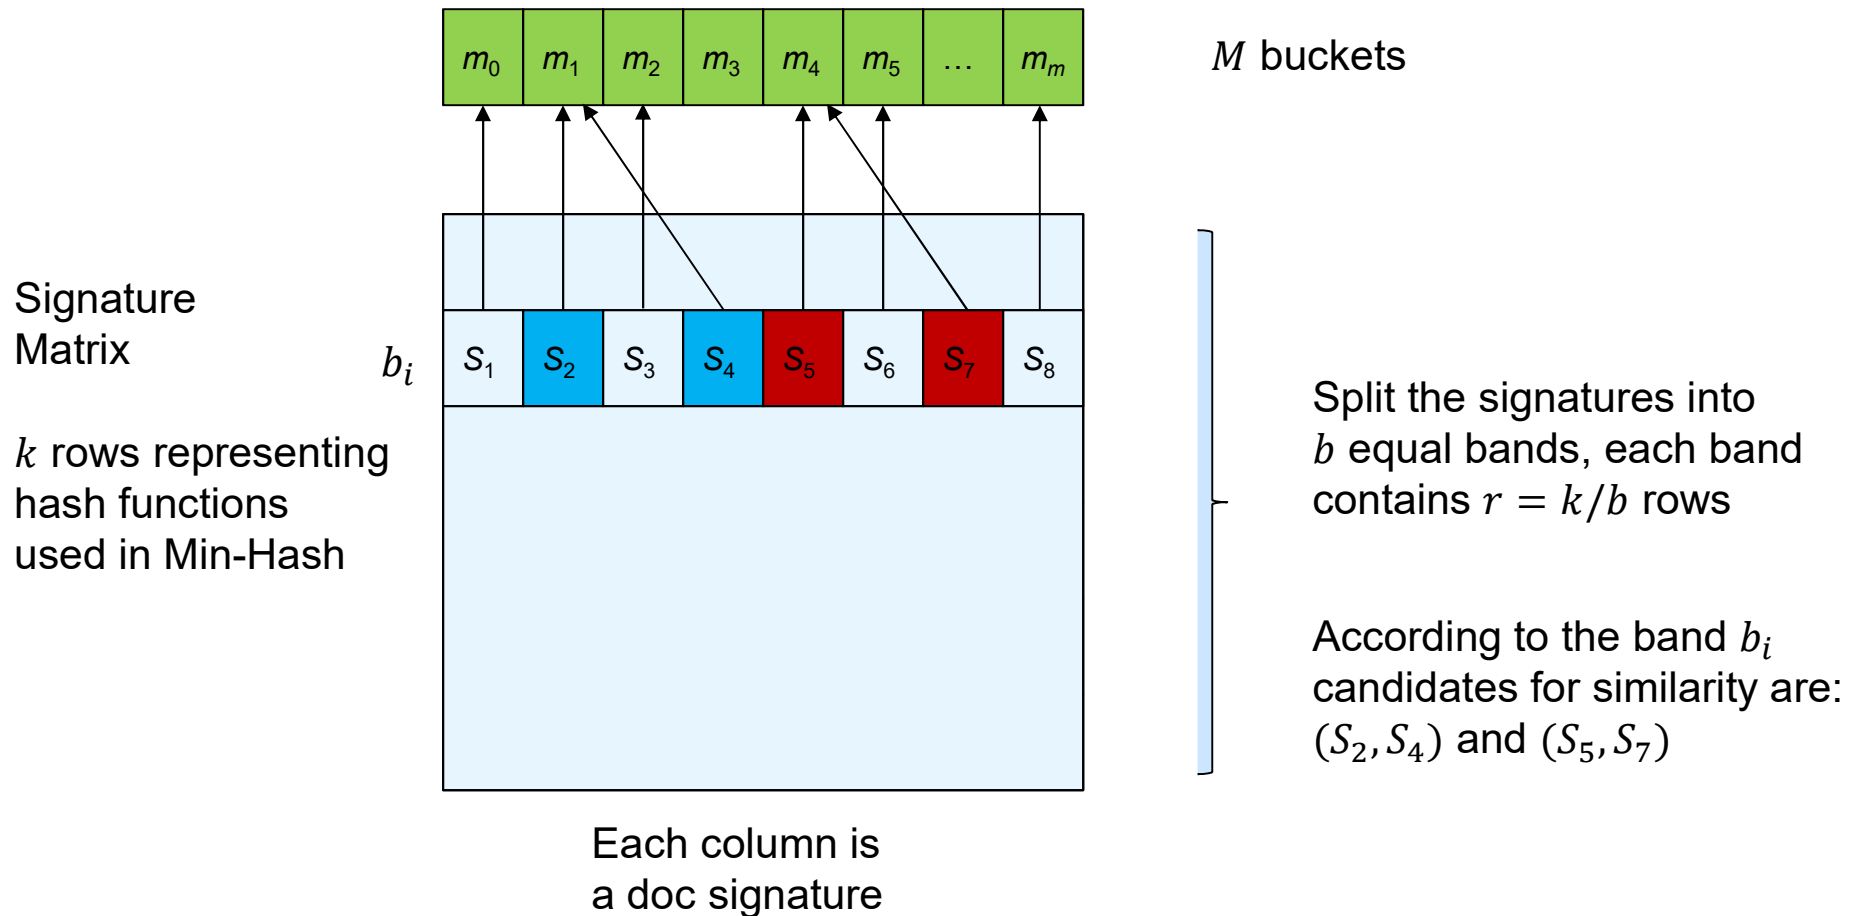 m0 m1 m2 m3 m4 m5 … mm
M buckets
Signature
Matrix
k rows representing
hash functions
used in Min-Hash
bi
S1 S2 S3 S4 S5 S6 S7 S8
Split the signatures into
b equal bands, each band
contains r = k/b rows
According to the band bi
candidates for similarity are:
(S2, S4) and (S5, S7)
Each column is
a doc signature